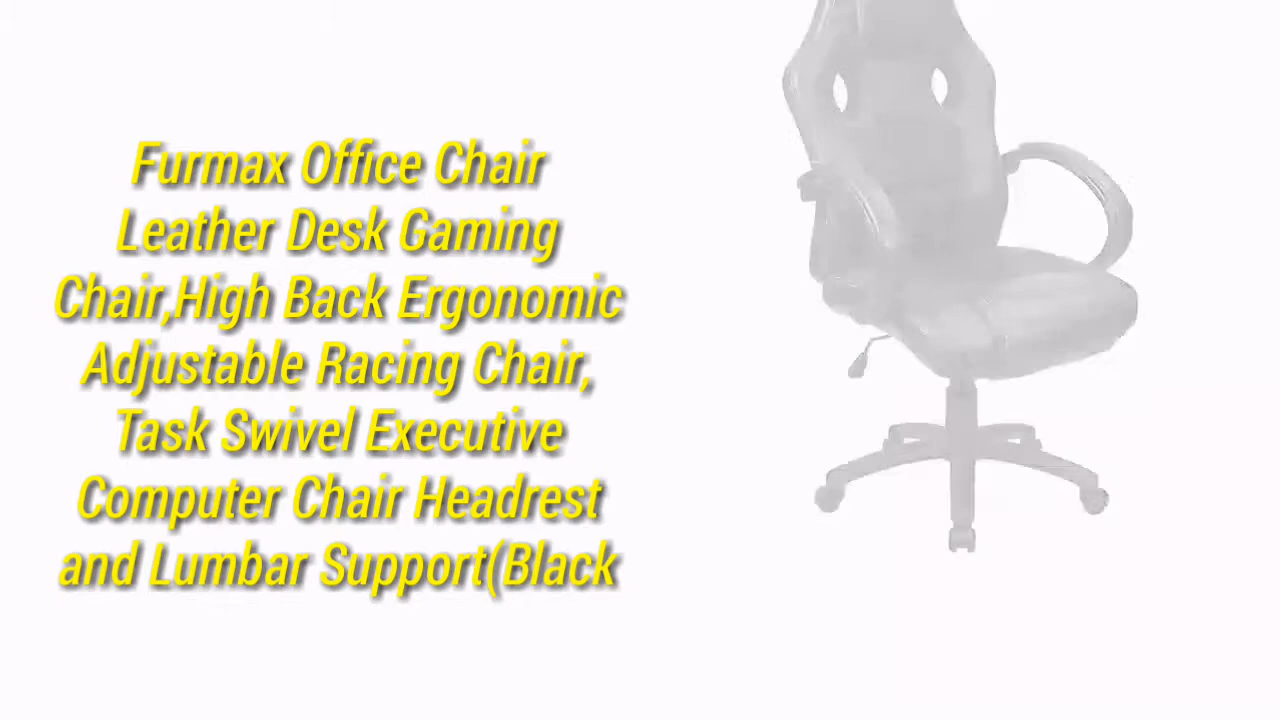 Furmax Office Chair
Leather Desk Gaming
Chair,High Back Ergonomic
Adjustable Racing Chair,
Task Swivel Executive
Computer Chair Headrest
and Lumbar Support(Black